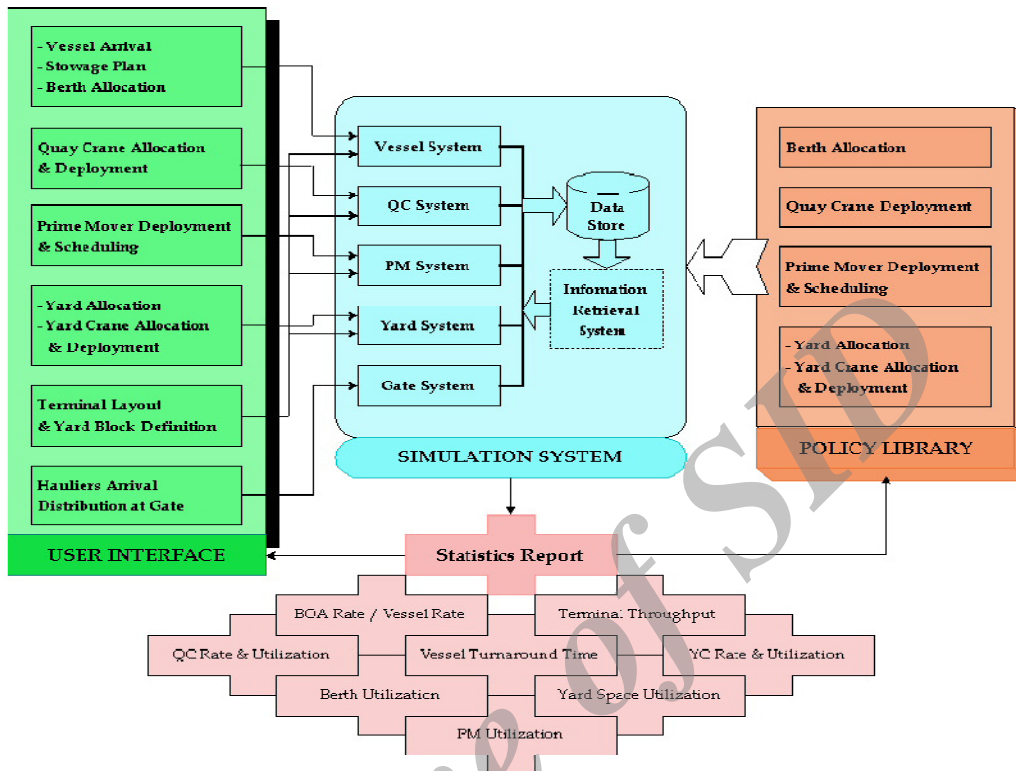 - Vessel Arrival
- Stowage Plan
- Berth Allocation
Quay Crane Allocation
& Deployment
Prime Mover Deployment
& Scheduling
- Yard Allocation
- Yard Crane Allocation
& Deployment
Terminal Layout
& Yard Block Definition
Hauliers Arrival
Distribution at Gate
USER INTERFACE
Vessel System
QC System
PM System
Yard System
Gate System
Data
Store
Infomation
Retrieval
System
SIMULATION SYSTEM
Berth Allocation
Quay Crane Deployment
Prime Mover Deployment
& Scheduling
- Yard Allocation
- Yard Crane Allocation
& Deployment
POLICY LIBRARY
Statistics Report
BOA Rate / Vessel Rate
Terminal Throughput
QC Rate & Utilization
Vessel Turnaround Time
YC Rate & Utilization
Berth Utilization
Yard Space Utilization
PM Utilization
of SID